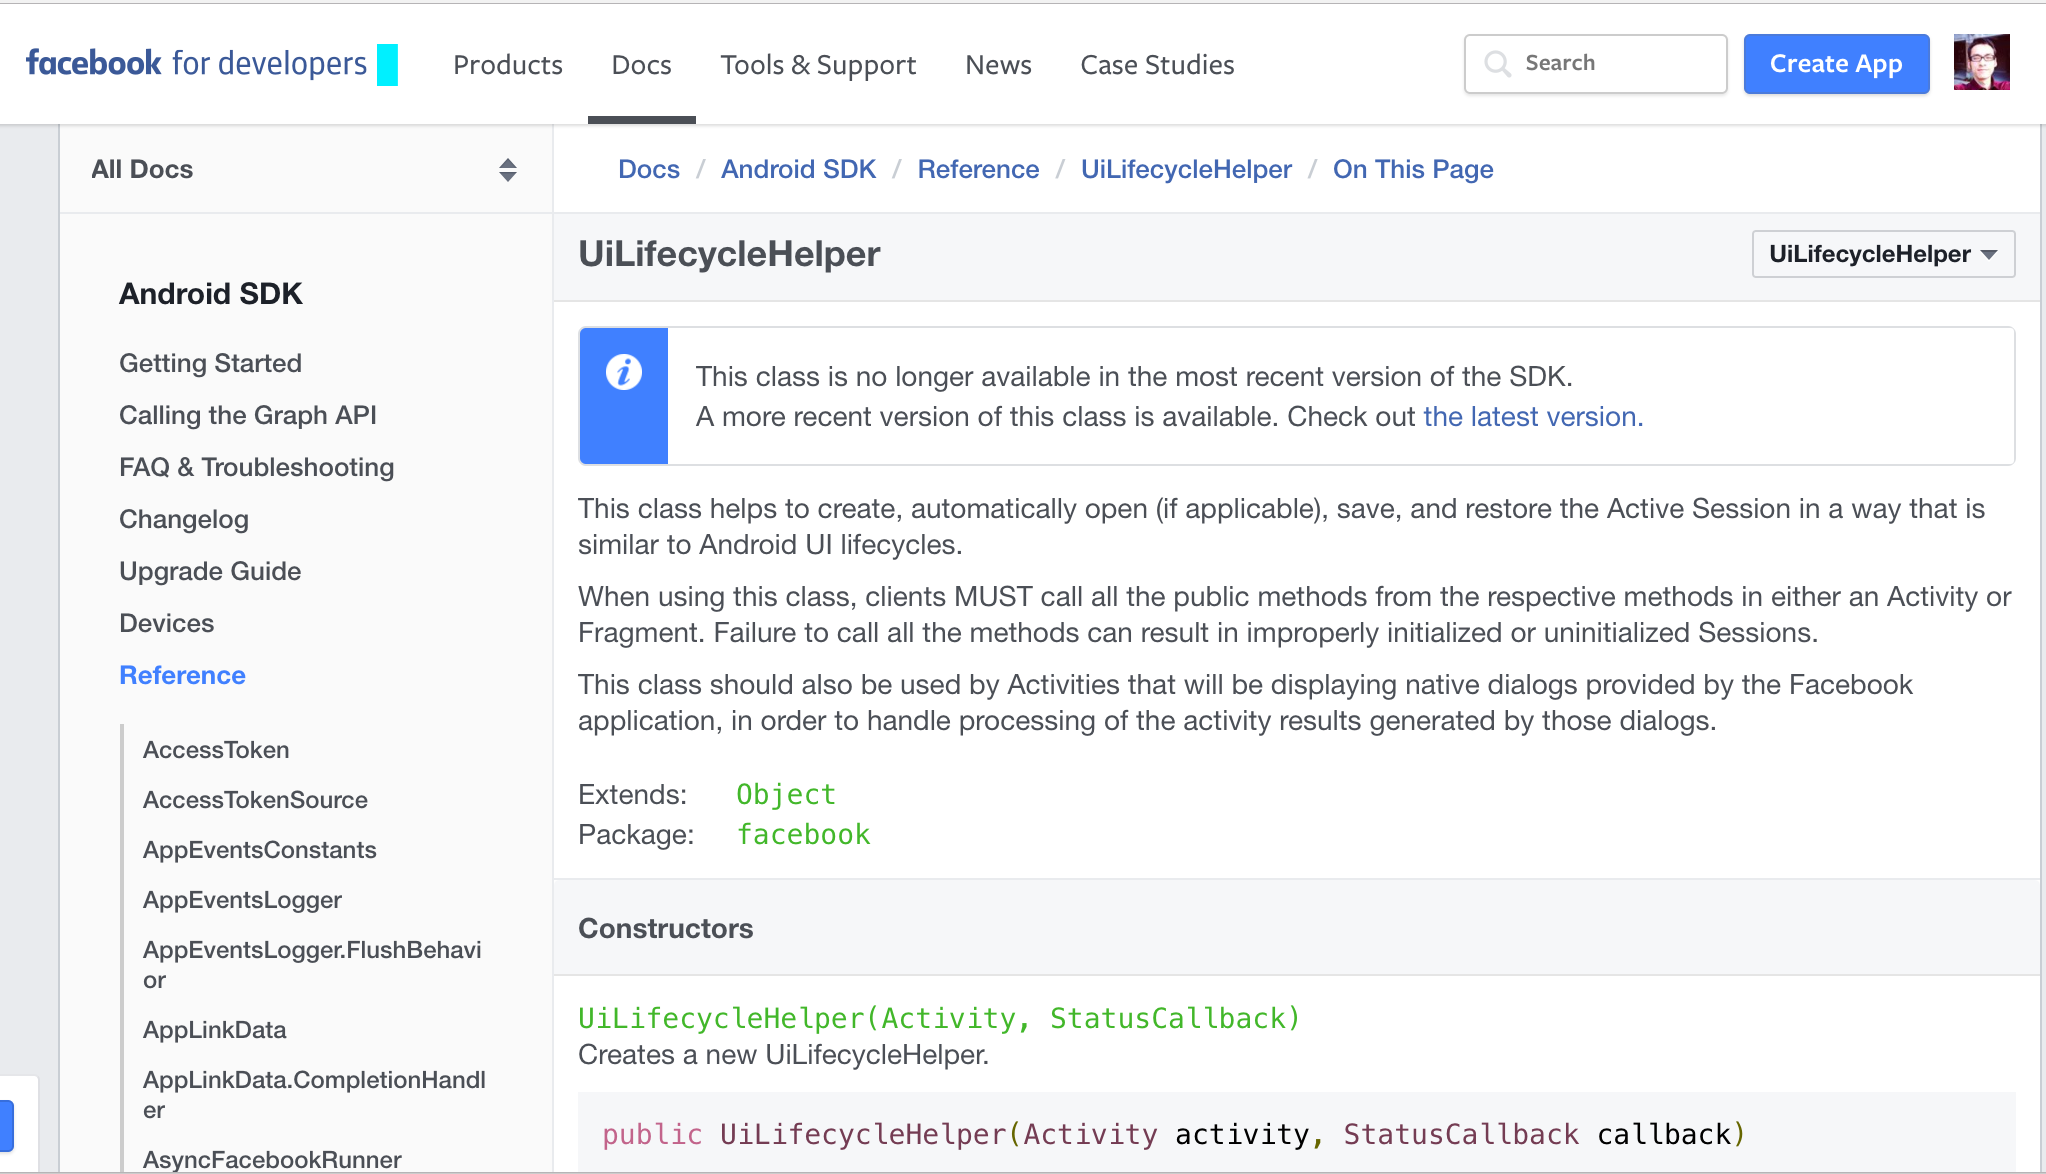 facebook for developers
Products
Docs
Tools & Support
News
Case Studies
Search
Create App
All Docs
Android SDK
Getting Started
Calling the Graph API
FAQ & Troubleshooting
Changelog
Upgrade Guide
Devices
Reference
AccessToken
AccessTokenSource
AppEventsConstants
AppEventsLogger
AppEventsLogger.FlushBehavi
or
AppLinkData
AppLinkData.CompletionHandl
er
AsyncFacebookRunner
Docs / Android SDK / Reference / UiLifecycleHelper / On This Page
UiLifecycleHelper
UiLifecycleHelper
This class is no longer available in the most recent version of the SDK.
A more recent version of this class is available. Check out the latest version.
This class helps to create, automatically open (if applicable), save, and restore the Active Session in a way that is
similar to Android UI lifecycles.
When using this class, clients MUST call all the public methods from the respective methods in either an Activity or
Fragment. Failure to call all the methods can result in improperly initialized or uninitialized Sessions.
This class should also be used by Activities that will be displaying native dialogs provided by the Facebook
application, in order to handle processing of the activity results generated by those dialogs.
Extends: Object
Package: facebook
Constructors
UiLifecycleHelper(Activity, StatusCallback)
Creates a new UiLifecycleHelper.
public UiLifecycleHelper(Activity activity, StatusCallback callback)